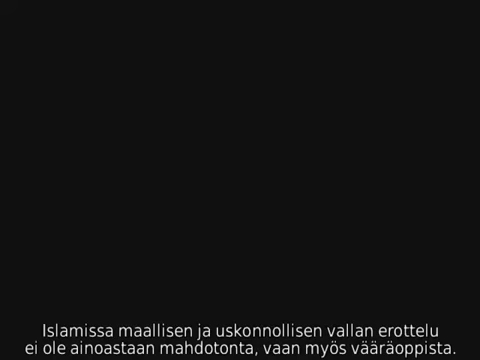 Islamissa maallisen ja uskonnollisen vallan erottelu
ei ole ainoastaan mahdotonta, vaan myös vääräoppista.